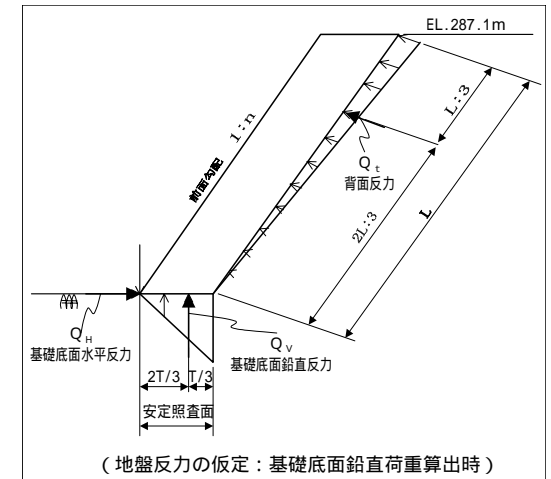 EL.287.1m
前面勾配 1:n
L:3
Qt
背面反力
2L:3
L
QH
基礎底面水平反力
QV
基礎底面鉛直反力
2T/3
T/3
安定照査面
(地盤反力の仮定:基礎底面鉛直荷重算出時)